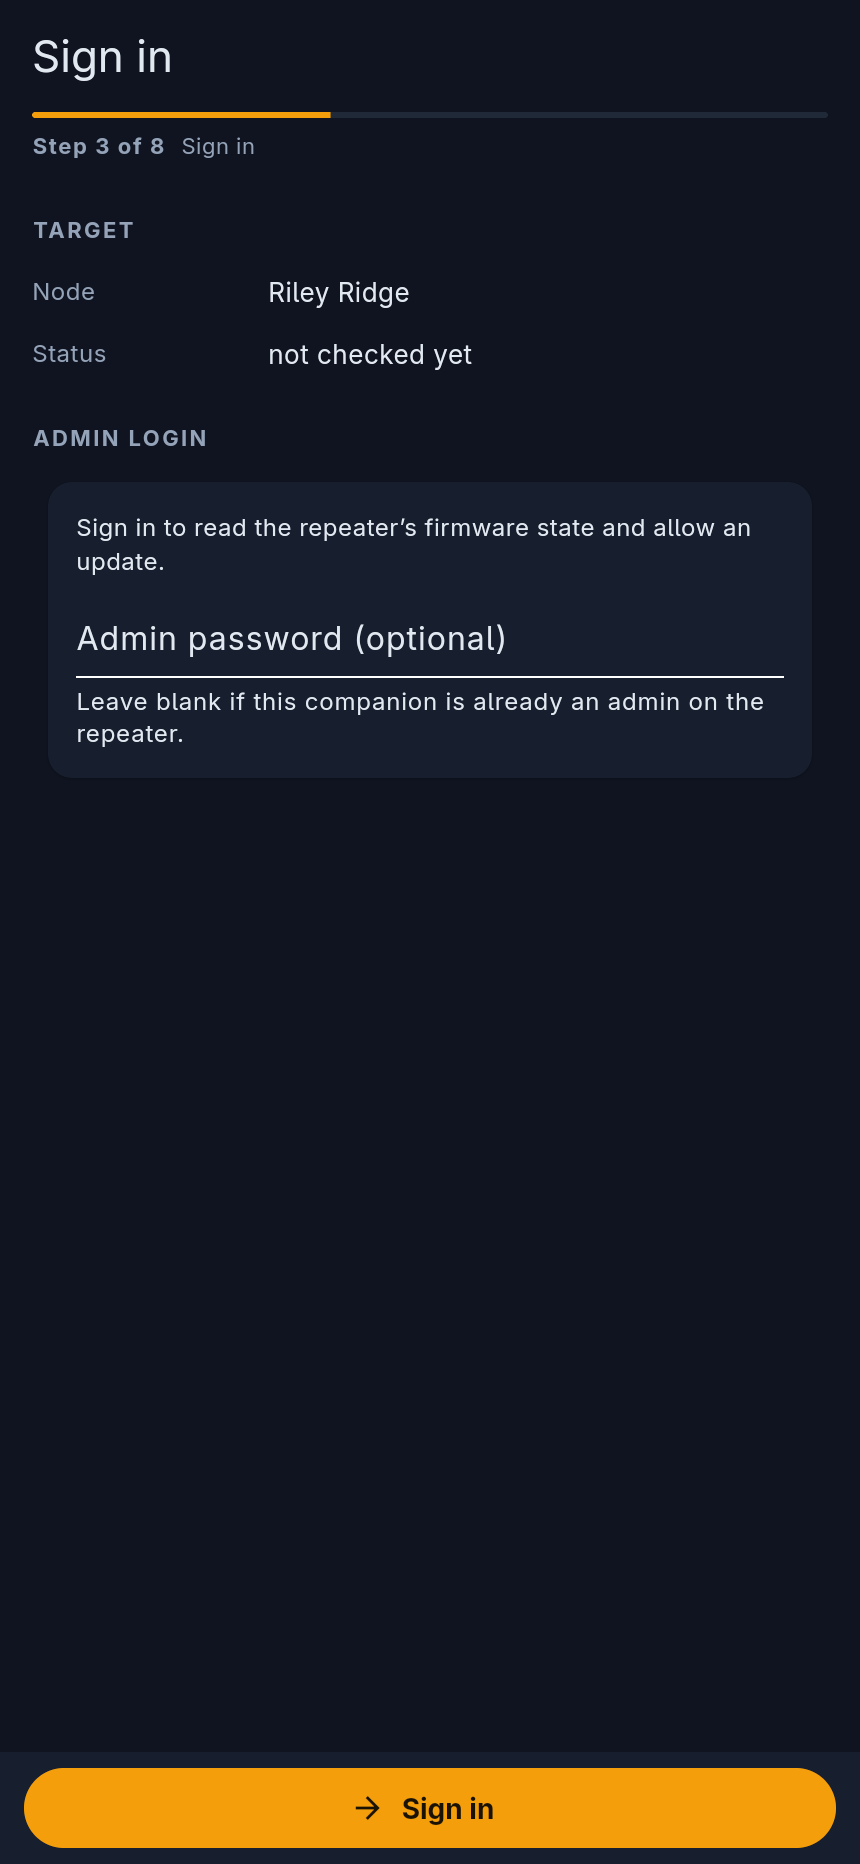 Sign in
Step 3 of 8 Sign in
TARGET
Node Riley Ridge
Status not checked yet
ADMIN LOGIN
Sign in to read the repeater’s firmware state and allow an
update.
Admin password (optional)
Leave blank if this companion is already an admin on the
repeater.
Sign in